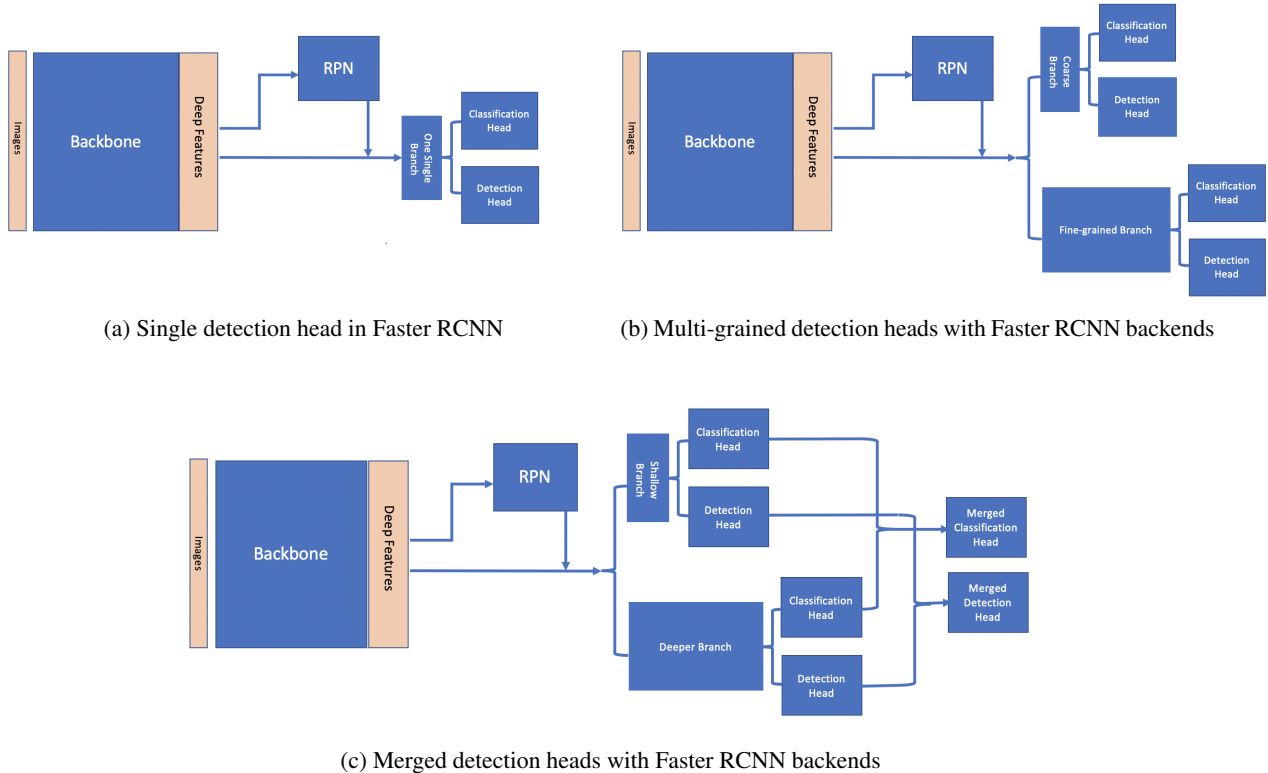 Images
Backbone
Deep Features
RPN
One Single
Branch
Classification
Head
Detection
Head
(a) Single detection head in Faster RCNN
Images
Backbone
Deep Features
RPN
Coarse
Branch
Classification
Head
Detection
Head
Fine-grained Branch
Classification
Head
Detection
Head
(b) Multi-grained detection heads with Faster RCNN backends
Images
Backbone
Deep Features
RPN
Shallow
Branch
Classification
Head
Detection
Head
Deeper Branch
Classification
Head
Detection
Head
Merged
Classification
Head
Merged
Detection
Head
(c) Merged detection heads with Faster RCNN backends